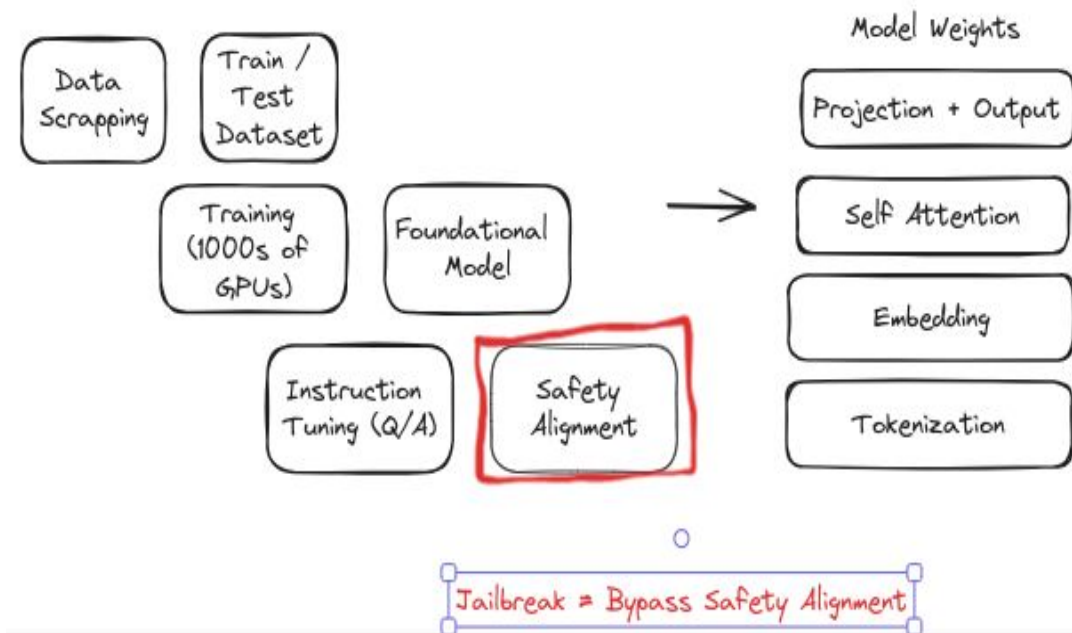 Data
Scrapping
Train /
Test
Dataset
Training
(1000s of
GPUs)
Foundational
Model
Instruction
Tuning (Q/A)
Safety
Alignment
Model Weights
Projection + Output
Self Attention
Embedding
Tokenization
Jailbreak = Bypass Safety Alignment